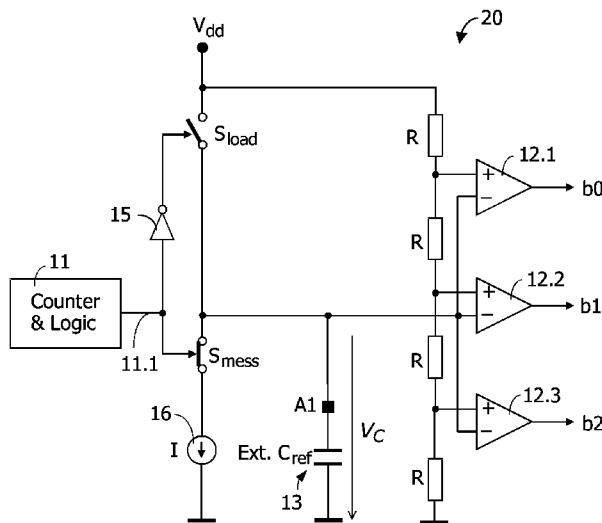 20
Vdd
Sload
R
12.1
+
−
b0
15
R
11
Counter
& Logic
11.1
12.2
+
−
b1
Smess
R
A1
VC
12.3
+
−
b2
16
I
Ext. Cref
13
R